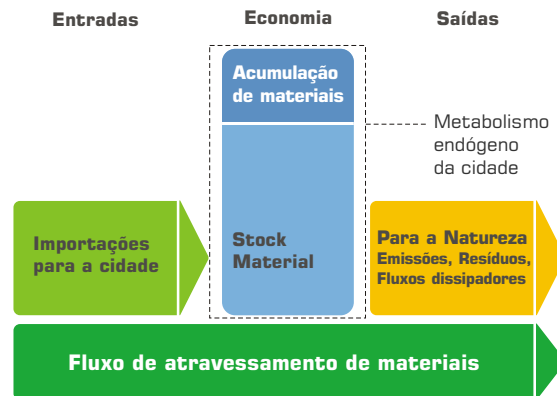 Entradas
Economia
Saídas
Acumulação
de materiais
Metabolismo
endógeno
da cidade
Importações
para a cidade
Stock
Material
Para a Natureza
Emissões, Resíduos,
Fluxos dissipadores
Fluxo de atravessamento de materiais